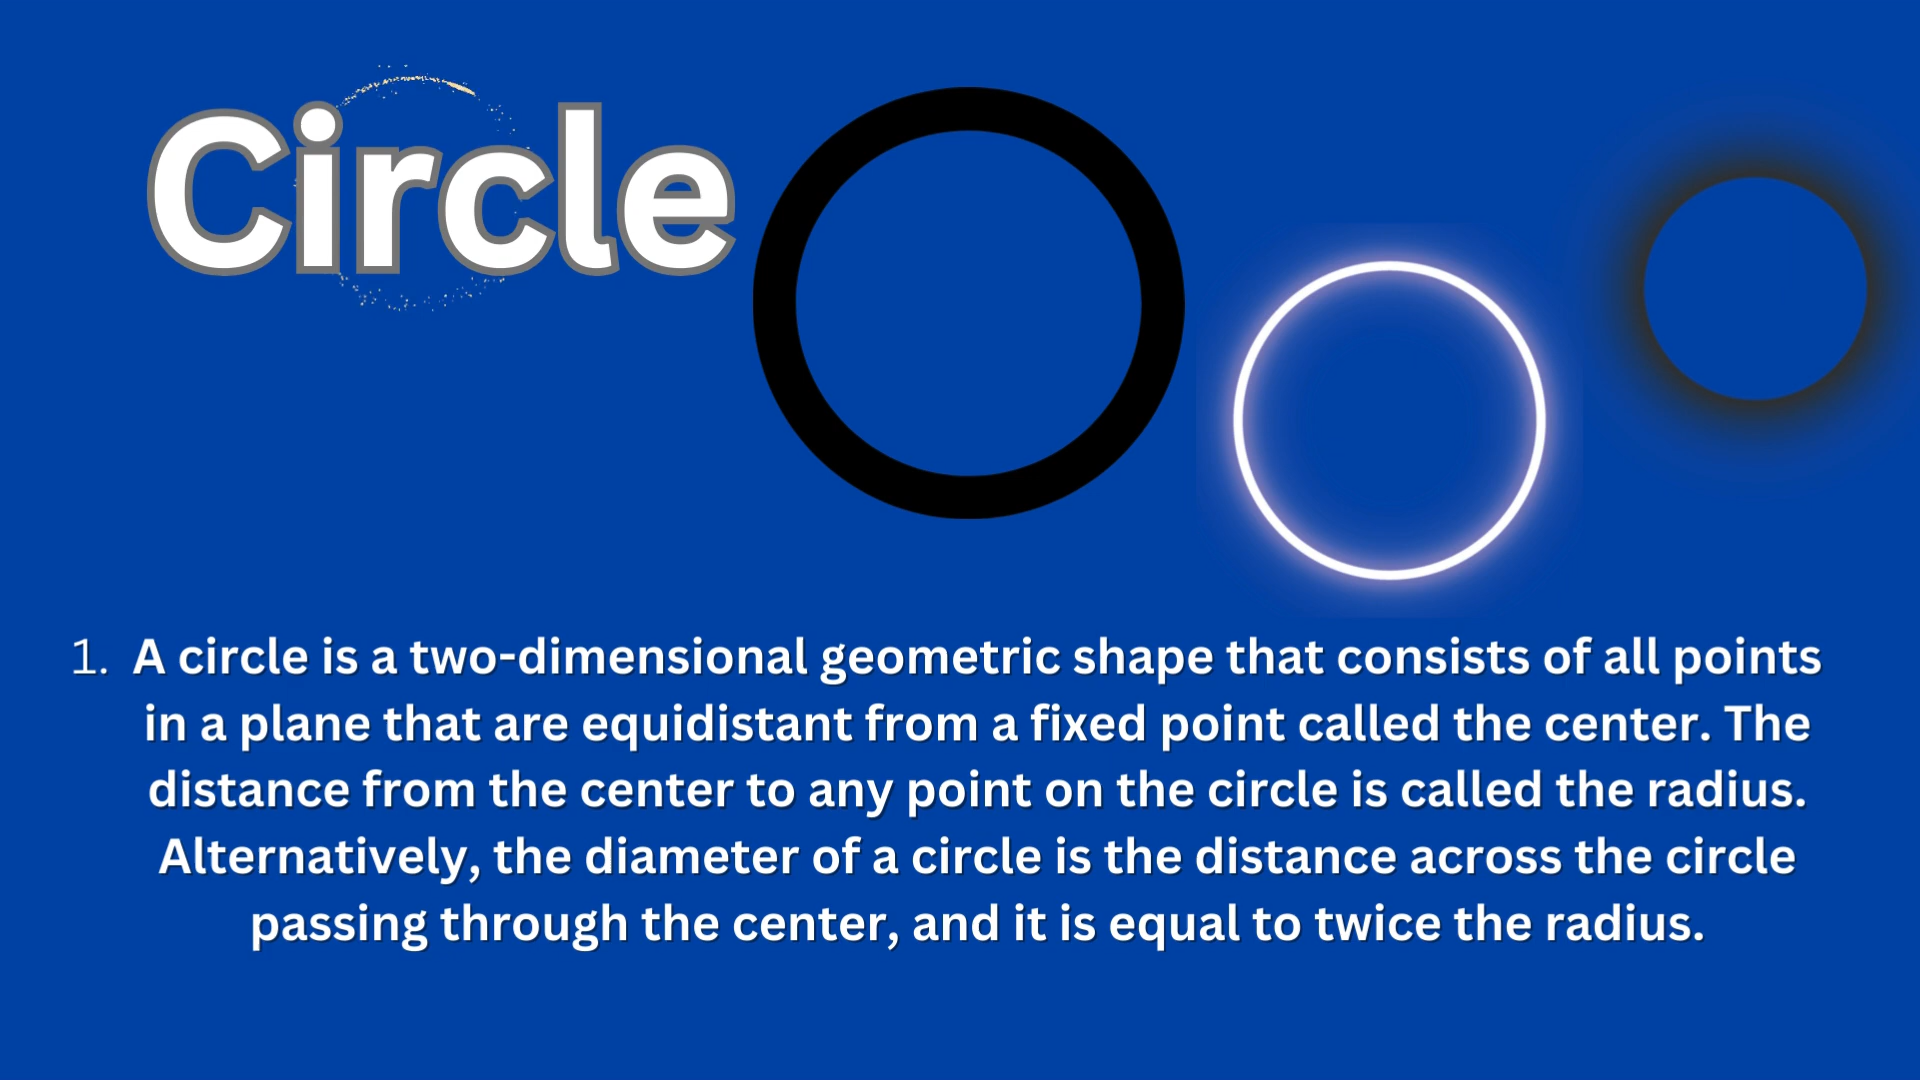 Circle
1. A circle is a two-dimensional geometric shape that consists of all points
in a plane that are equidistant from a fixed point called the center. The
distance from the center to any point on the circle is called the radius.
Alternatively, the diameter of a circle is the distance across the circle
passing through the center, and it is equal to twice the radius.